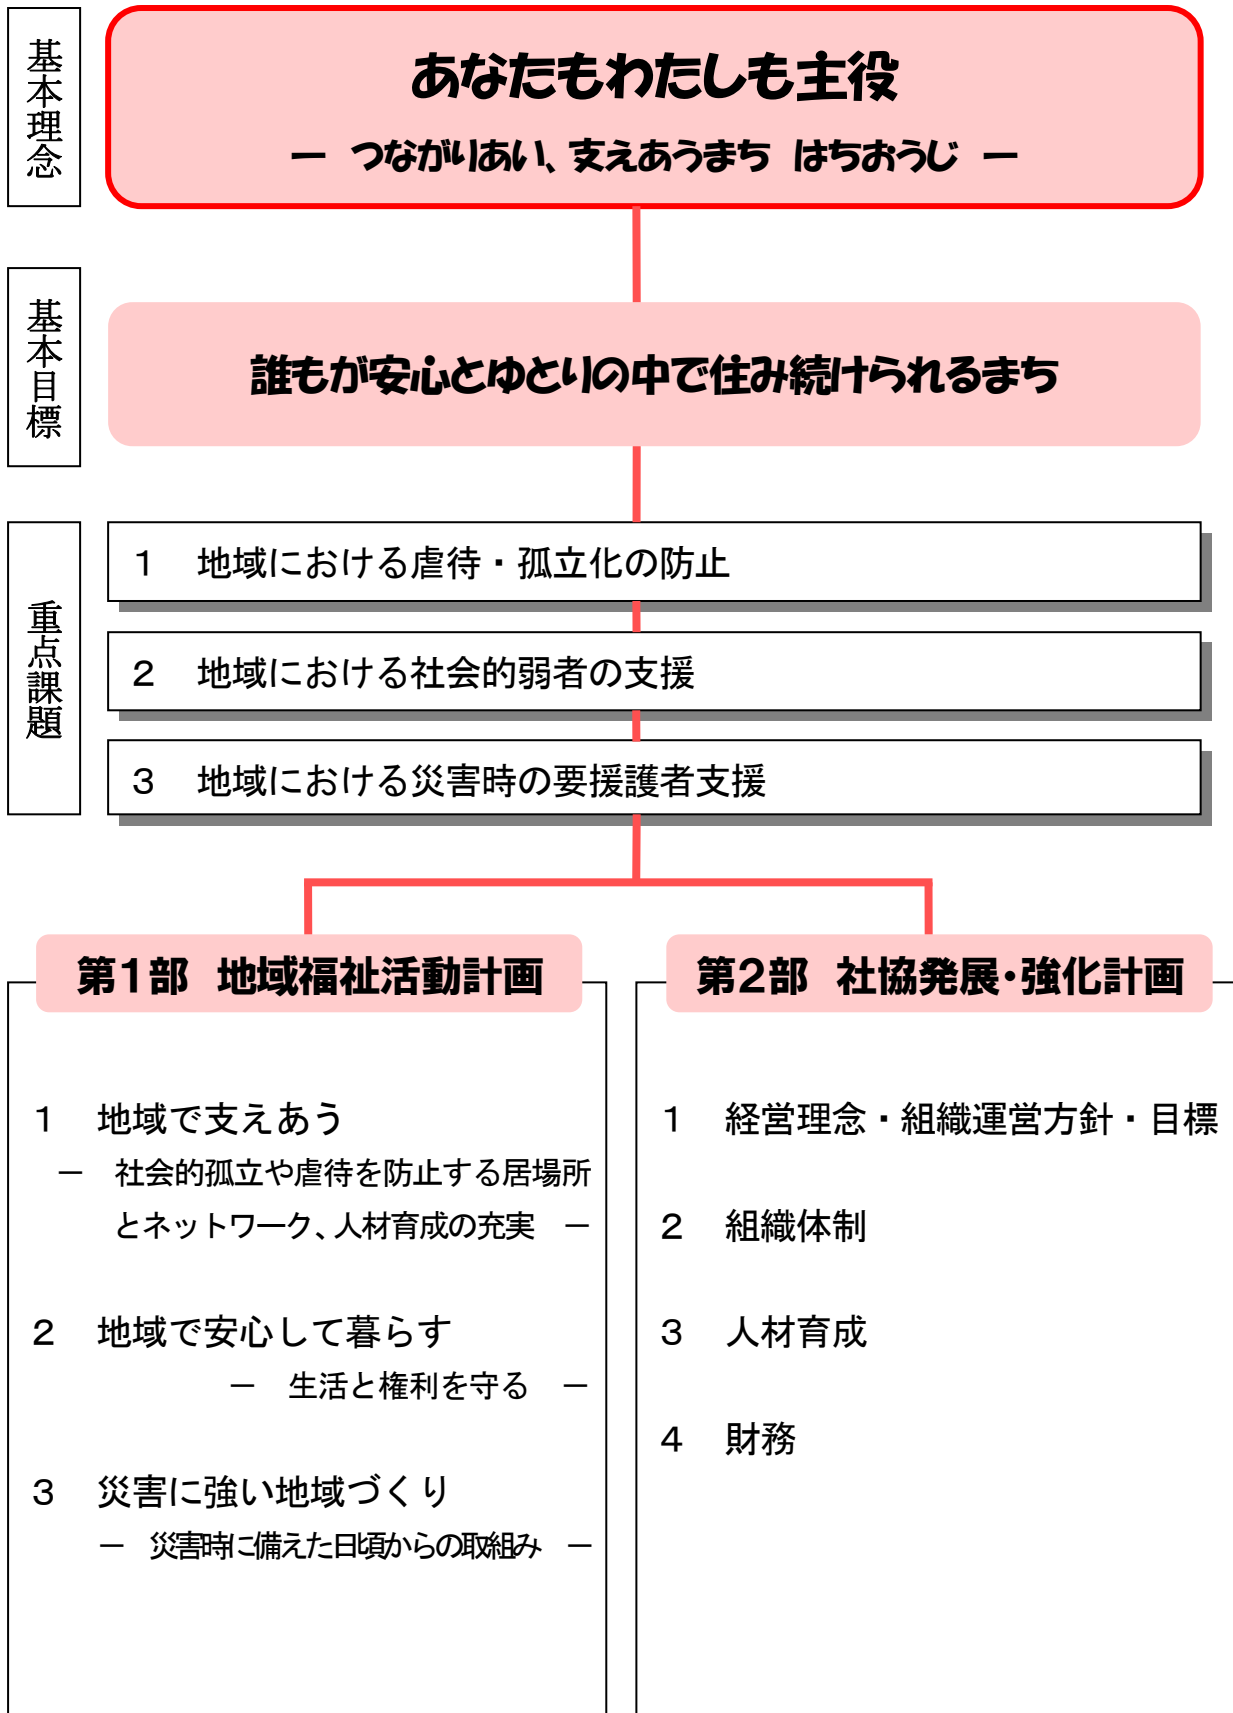 基本理念
あなたもわたしも主役
― つながりあい、支えあうまち はちおうじ ―
基本目標
誰もが安心とゆとりの中で住み続けられるまち
重点課題
１ 地域における虐待・孤立化の防止
２ 地域における社会的弱者の支援
３ 地域における災害時の要援護者支援
第１部 地域福祉活動計画
１ 地域で支えあう
― 社会的孤立や虐待を防止する居場所
とネットワーク、人材育成の充実 ―
２ 地域で安心して暮らす
― 生活と権利を守る ―
３ 災害に強い地域づくり
― 災害時に備えた日頃からの取組み ―
第２部 社協発展・強化計画
１ 経営理念・組織運営方針・目標
２ 組織体制
３ 人材育成
４ 財務